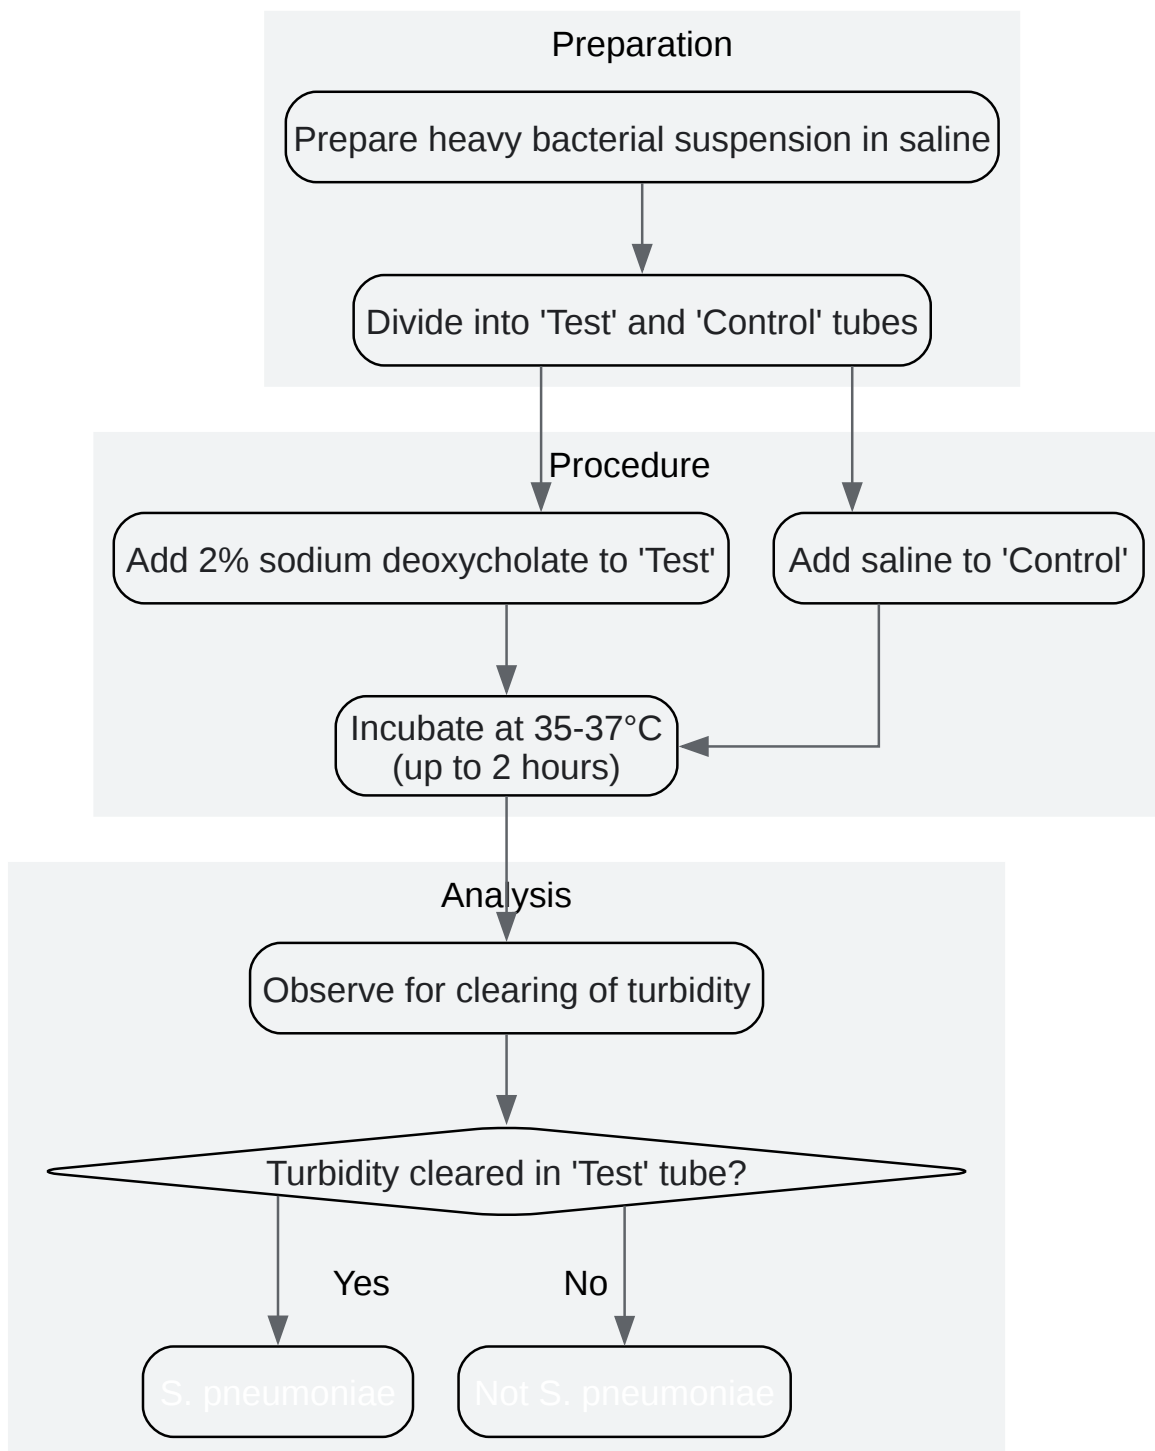 Preparation
Prepare heavy bacterial suspension in saline
Divide into 'Test' and 'Control' tubes
Procedure
Add 2% sodium deoxycholate to 'Test'
Add saline to 'Control'
Incubate at 35-37°C
(up to 2 hours)
Analysis
Observe for clearing of turbidity
Turbidity cleared in 'Test' tube?
Yes
No
S. pneumoniae
Not S. pneumoniae